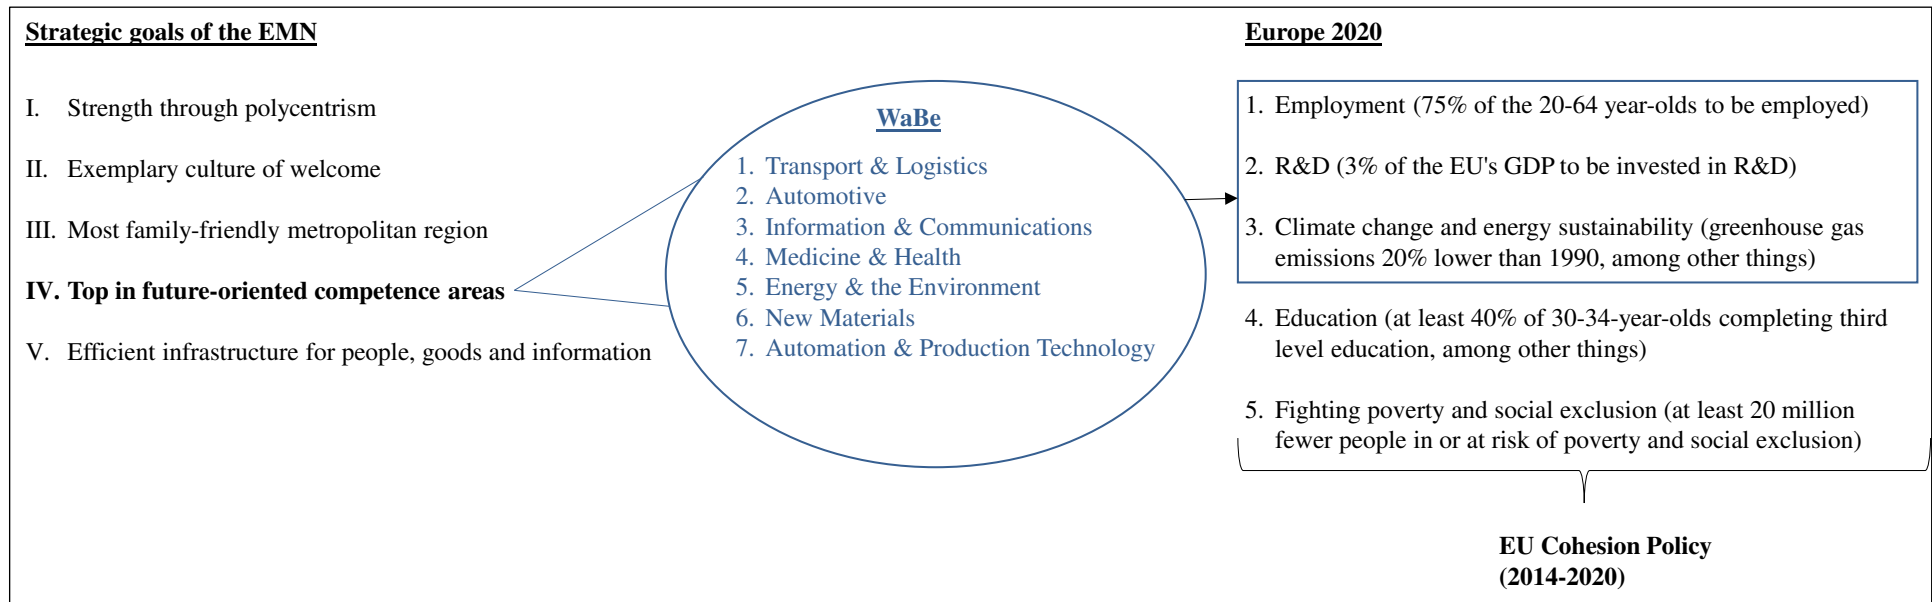 Strategic goals of the EMN
I. Strength through polycentrism
II. Exemplary culture of welcome
III. Most family-friendly metropolitan region
IV. Top in future-oriented competence areas
V. Efficient infrastructure for people, goods and information
WaBe
1. Transport & Logistics
2. Automotive
3. Information & Communications
4. Medicine & Health
5. Energy & the Environment
6. New Materials
7. Automation & Production Technology
Europe 2020
1. Employment (75% of the 20-64 year-olds to be employed)
2. R&D (3% of the EU's GDP to be invested in R&D)
3. Climate change and energy sustainability (greenhouse gas
emissions 20% lower than 1990, among other things)
4. Education (at least 40% of 30-34-year-olds completing third
level education, among other things)
5. Fighting poverty and social exclusion (at least 20 million
fewer people in or at risk of poverty and social exclusion)
EU Cohesion Policy
(2014-2020)